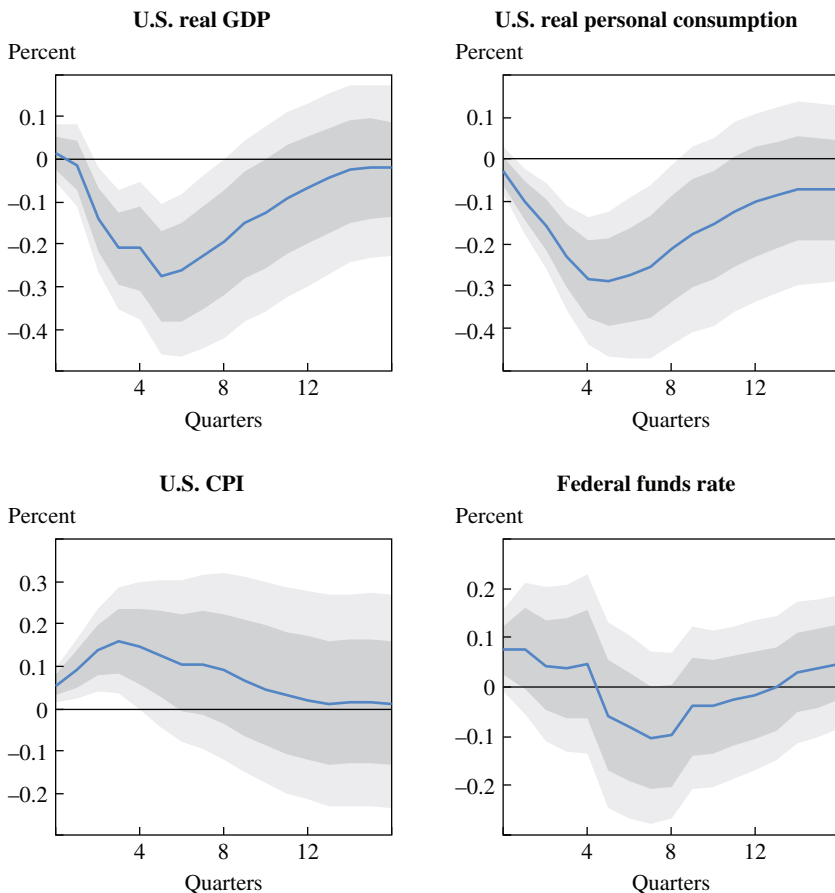 U.S. real GDP
Percent
0.1
0
–0.1
–0.2
–0.3
–0.4
4 8 12
Quarters
U.S. real personal consumption
0.1
0
–0.1
–0.2
–0.3
–0.4
4 8 12
Quarters
U.S. CPI
Percent
0.3
0.2
0.1
0
–0.1
–0.2
4 8 12
Quarters
Federal funds rate
Percent
0.2
0.1
0
–0.1
–0.2
4 8 12
Quarters